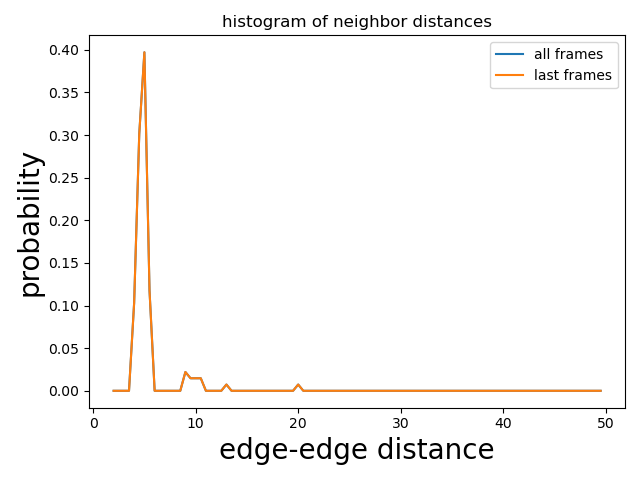 histogram of neighbor distances
all frames
last frames
probability
0.40
0.35
0.30
0.25
0.20
0.15
0.10
0.05
0.00
0 10 20 30 40 50
edge-edge distance